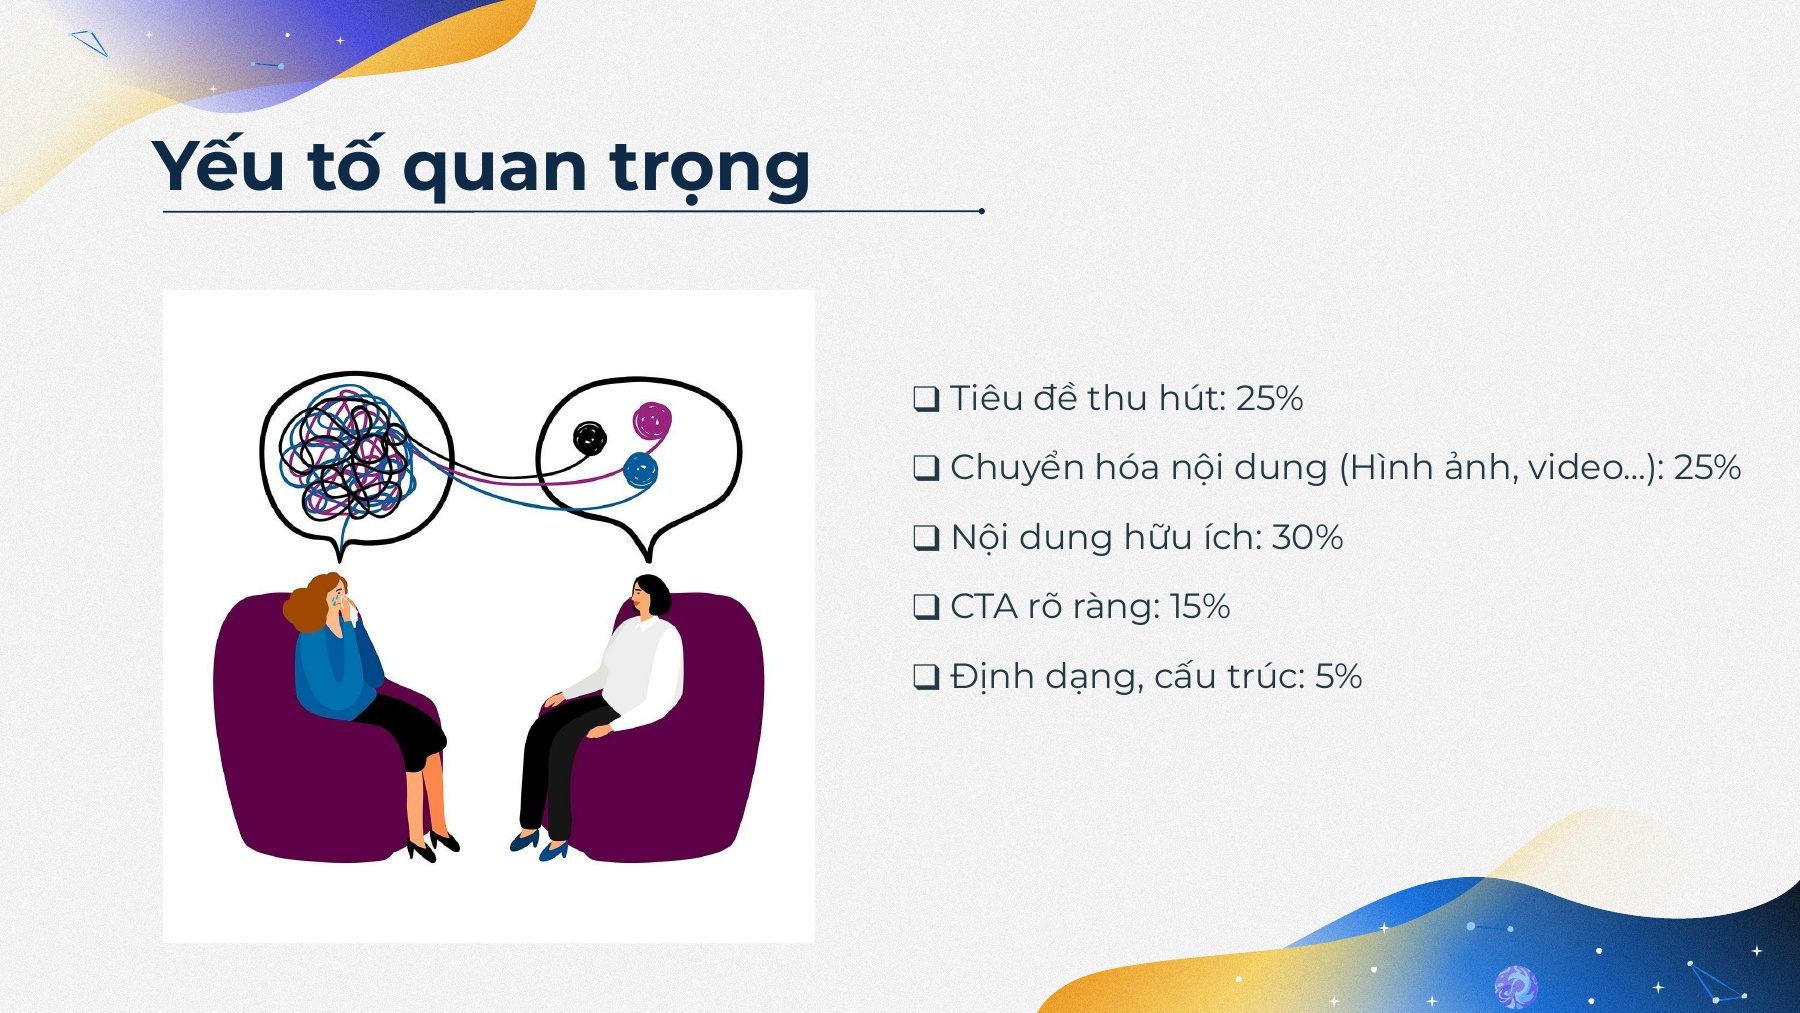 Yếu tố quan trọng
❑ Tiêu đề thu hút: 25%
❑ Chuyển hóa nội dung (Hình ảnh, video...): 25%
❑ Nội dung hữu ích: 30%
❑ CTA rõ ràng: 15%
❑ Định dạng, cấu trúc: 5%